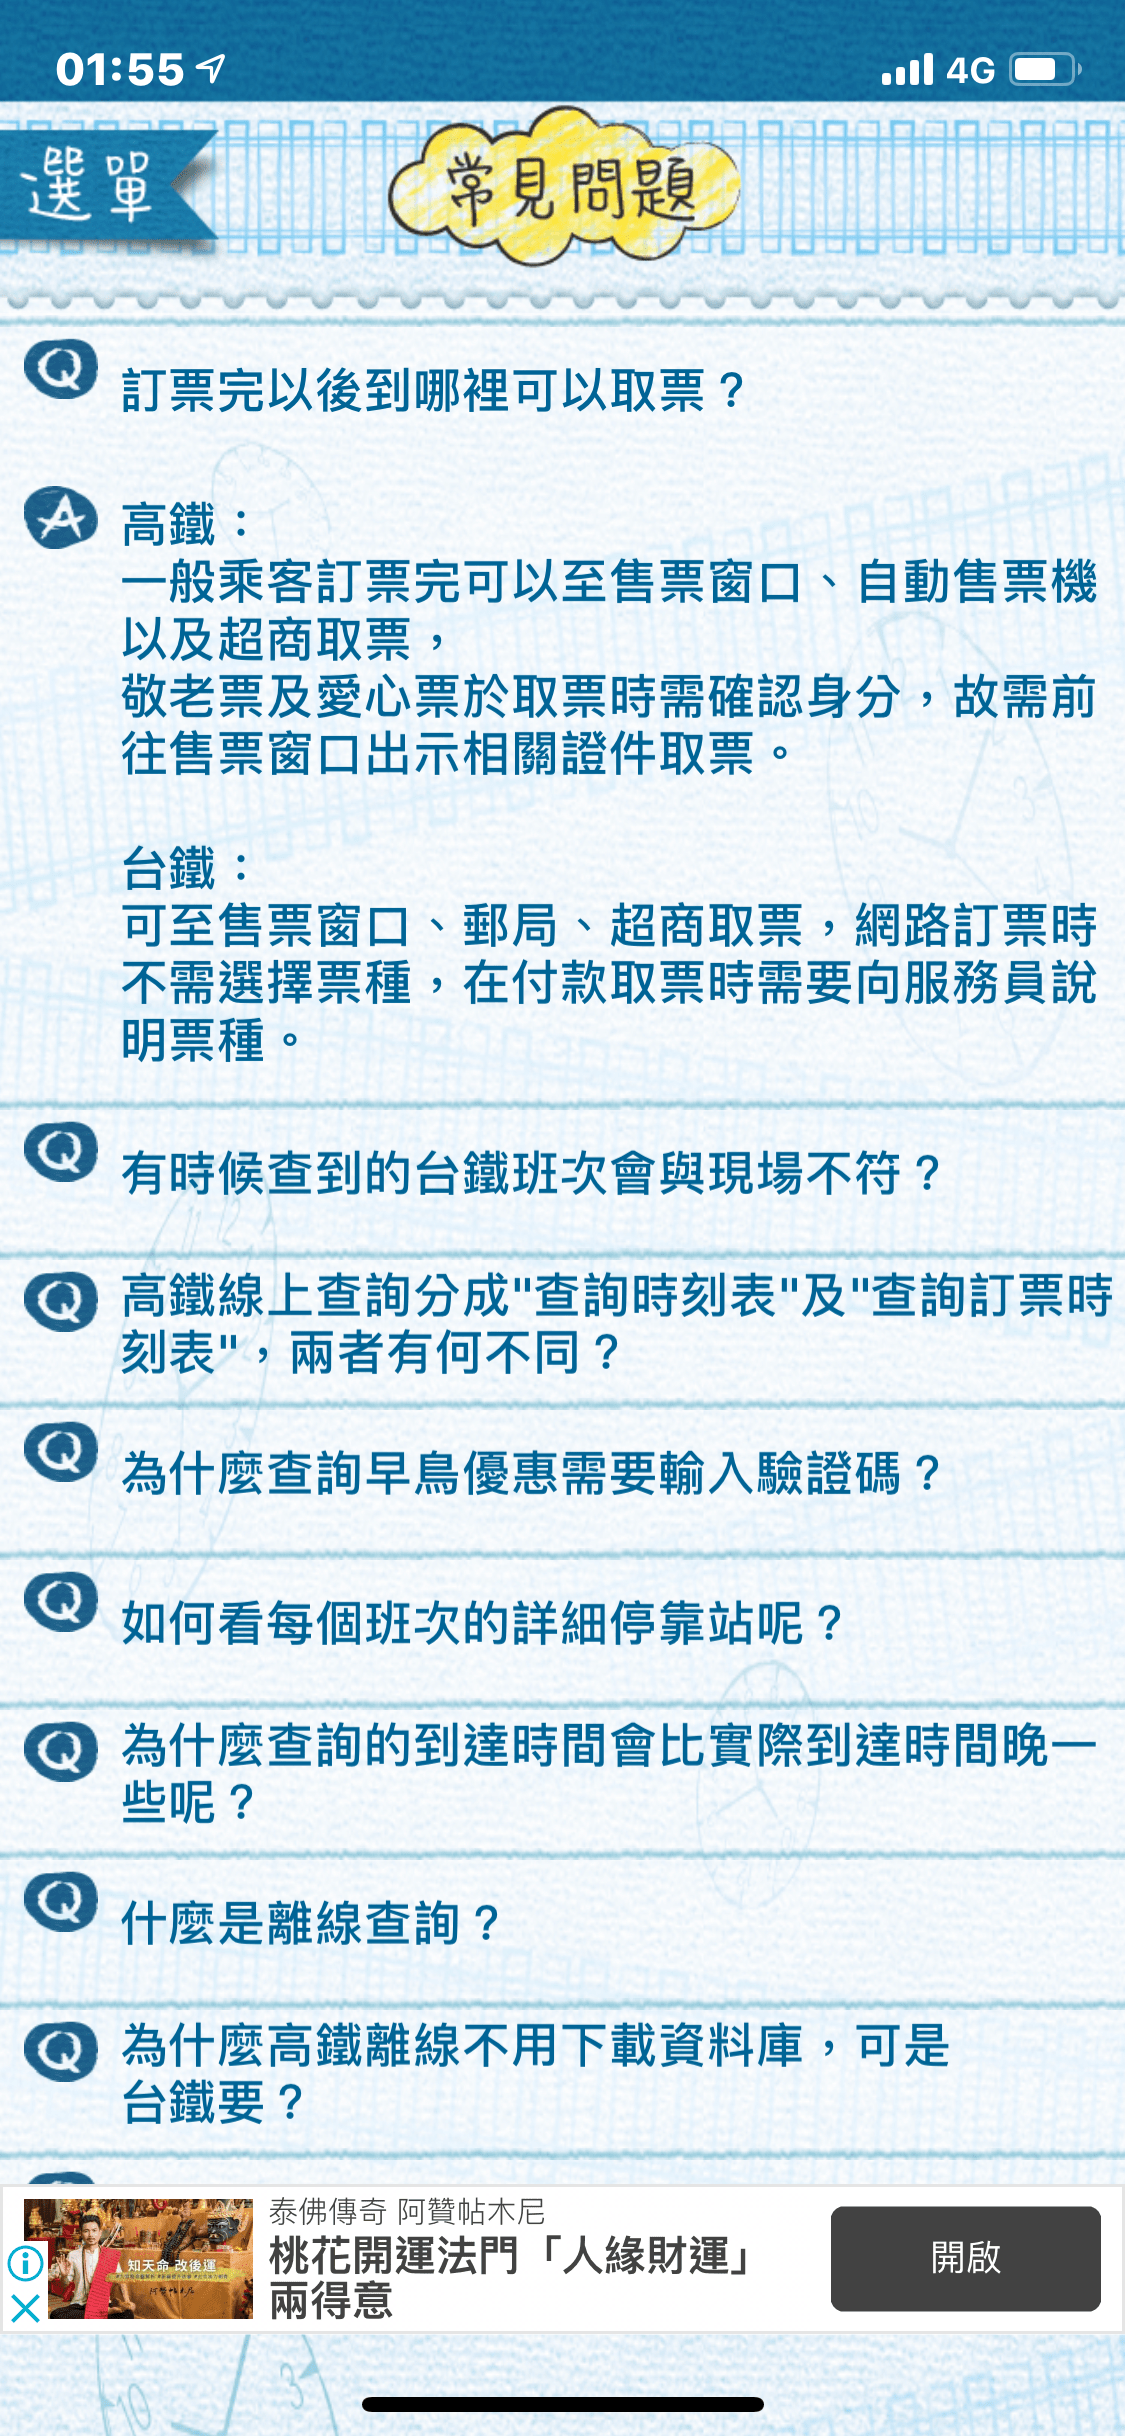 01:55
4G
選單
常見問題
Q
訂票完以後到哪裡可以取票？
A
高鐵：
一般乘客訂票完可以至售票窗口、自動售票機
以及超商取票，
敬老票及愛心票於取票時需確認身分，故需前
往售票窗口出示相關證件取票。
台鐵：
可至售票窗口、郵局、超商取票，網路訂票時
不需選擇票種，在付款取票時需要向服務員說
明票種。
Q
有時候查到的台鐵班次會與現場不符？
Q
高鐵線上查詢分成"查詢時刻表"及"查詢訂票時
刻表"，兩者有何不同？
Q
為什麼查詢早鳥優惠需要輸入驗證碼？
Q
如何看每個班次的詳細停靠站呢？
Q
為什麼查詢的到達時間會比實際到達時間晚一
些呢？
Q
什麼是離線查詢？
Q
為什麼高鐵離線不用下載資料庫，可是
台鐵要？
泰佛傳奇 阿贊帖木尼
桃花開運法門「人緣財運」
兩得意
知天命 改後運
開啟